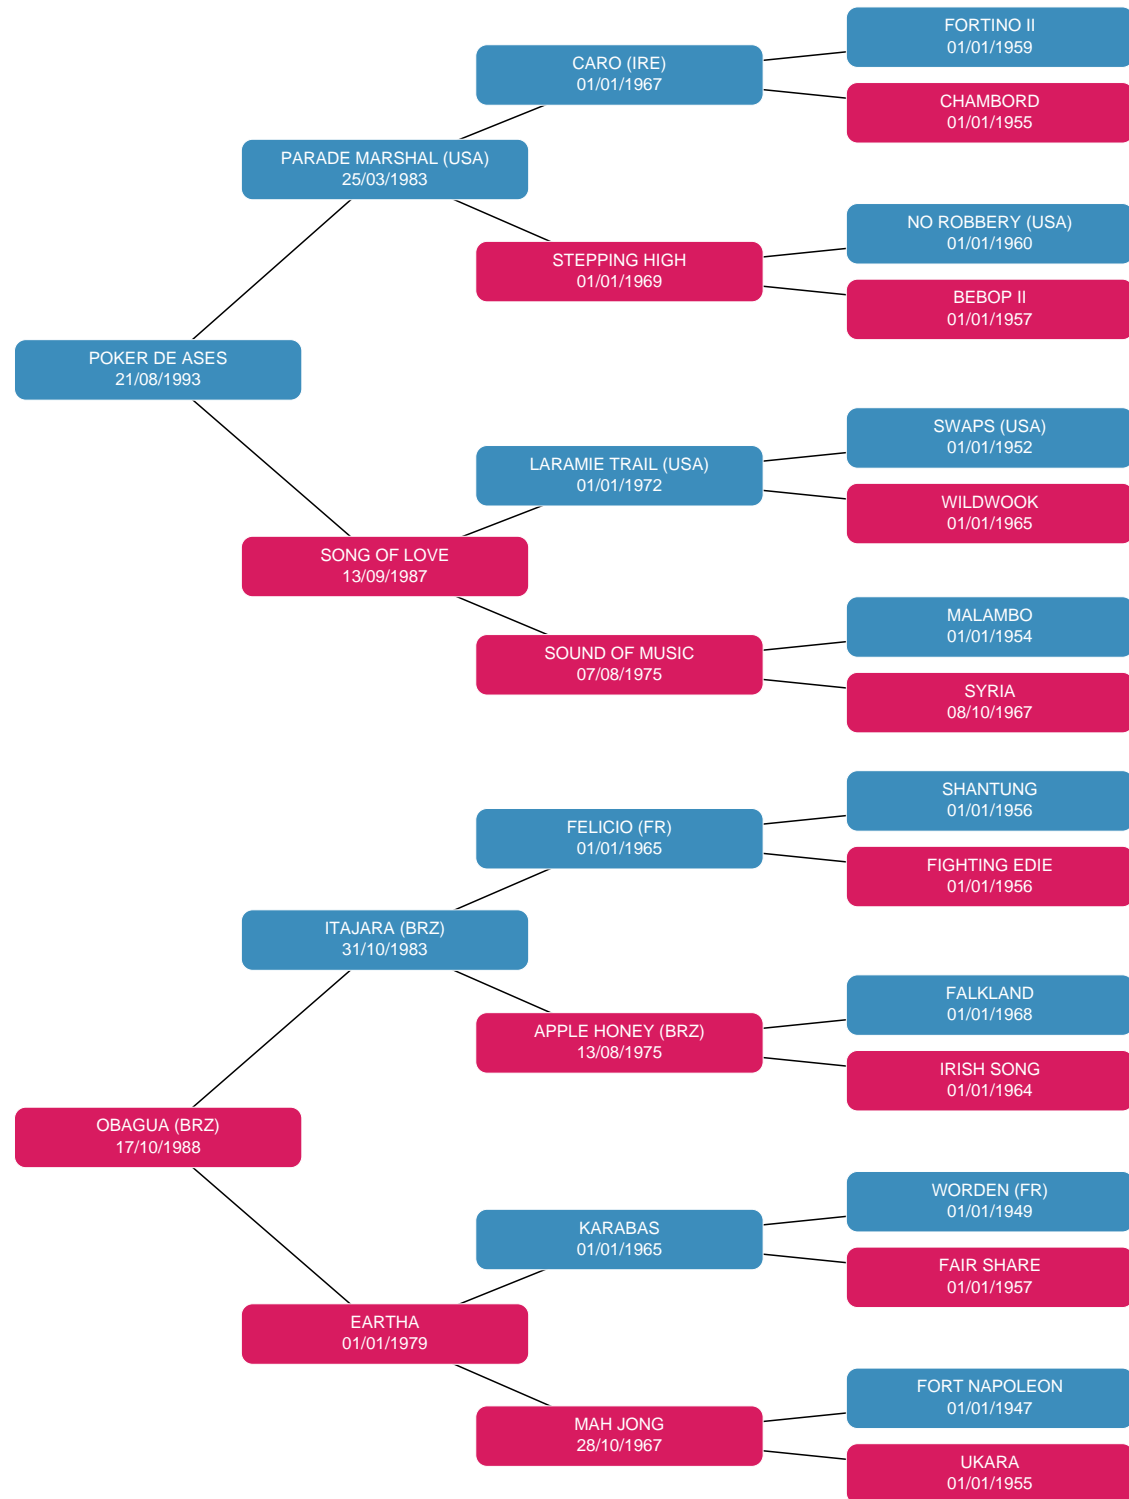 FORTINO II
01/01/1959
CARO (IRE)
01/01/1967
CHAMBORD
01/01/1955
PARADE MARSHAL (USA)
25/03/1983
NO ROBBERY (USA)
01/01/1960
STEPPING HIGH
01/01/1969
BEBOP II
01/01/1957
POKER DE ASES
21/08/1993
SWAPS (USA)
01/01/1952
LARAMIE TRAIL (USA)
01/01/1972
WILDWOOK
01/01/1965
SONG OF LOVE
13/09/1987
MALAMBO
01/01/1954
SOUND OF MUSIC
07/08/1975
SYRIA
08/10/1967
SHANTUNG
01/01/1956
FELICIO (FR)
01/01/1965
FIGHTING EDIE
01/01/1956
ITAJARA (BRZ)
31/10/1983
FALKLAND
01/01/1968
APPLE HONEY (BRZ)
13/08/1975
IRISH SONG
01/01/1964
OBAGUA (BRZ)
17/10/1988
WORDEN (FR)
01/01/1949
KARABAS
01/01/1965
FAIR SHARE
01/01/1957
EARTHA
01/01/1979
FORT NAPOLEON
01/01/1947
MAH JONG
28/10/1967
UKARA
01/01/1955